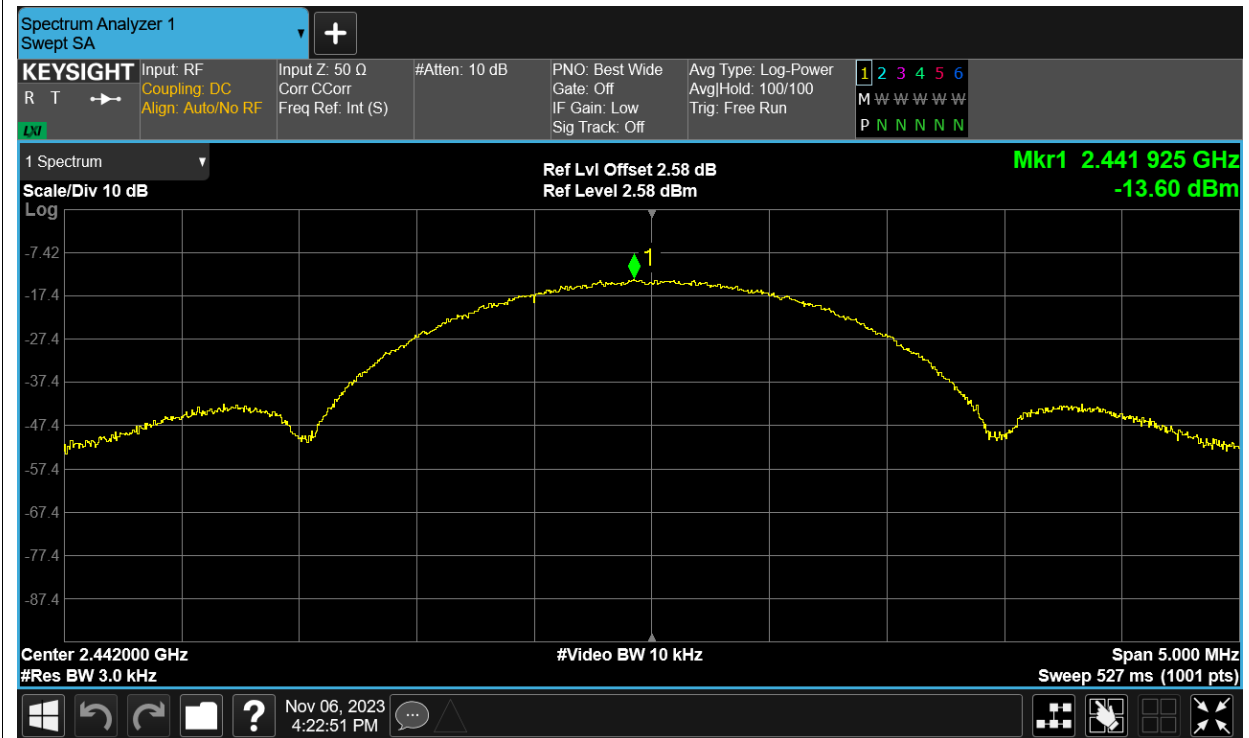 Spectrum Analyzer 1
Swept SA
KEYSIGHT
R T
LXI
Input: RF
Coupling: DC
Align: Auto/No RF
Input Z: 50 Ω
Corr CCorr
Freq Ref: Int (S)
#Atten: 10 dB
PNO: Best Wide
Gate: Off
IF Gain: Low
Sig Track: Off
Avg Type: Log-Power
Avg|Hold: 100/100
Trig: Free Run
1 2 3 4 5 6
M W W W W W
P N N N N N
1 Spectrum
Scale/Div 10 dB
Log
Ref Lvl Offset 2.58 dB
Ref Level 2.58 dBm
Mkr1 2.441 925 GHz
-13.60 dBm
1
-7.42
-17.4
-27.4
-37.4
-47.4
-57.4
-67.4
-77.4
-87.4
Center 2.442000 GHz
#Res BW 3.0 kHz
#Video BW 10 kHz
Span 5.000 MHz
Sweep 527 ms (1001 pts)
?
Nov 06, 2023
4:22:51 PM